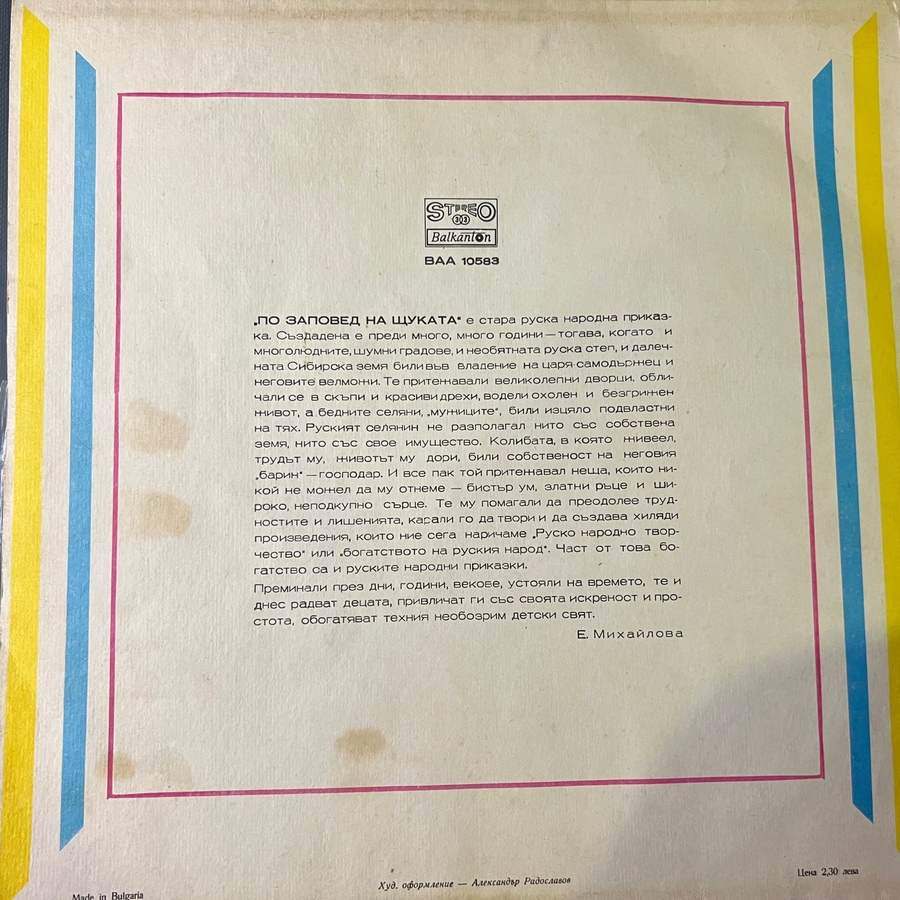 STEREO
303
Balkanton
ВАА 10583
„ПО ЗАПОВЕД НА ЩУКАТА“ е стара руска народна приказ-
ка. Създадена е преди много, много години — тогава, когато и
многолюдните, шумни градове, и необятната руска степ, и далеч-
ната Сибирска земя били във владение на царя-самодържец и
неговите велможи. Те притежавали великолепни дворци, обли-
чали се в скъпи и красиви дрехи, водели охолен и безгрижен
живот, а бедните селяни, „мужиците“, били изцяло подвластни
на тях. Руският селянин не разполагал нито със собствена
земя, нито със свое имущество. Колибата, в която живеел,
трудът му, животът му дори, били собственост на неговия
„барин“ — господар. И все пак той притежавал неща, които ни-
кой не можел да му отнеме — бистър ум, златни ръце и ши-
роко, неподкупно сърце. Те му помагали да преодолее труд-
ностите и лишенията, карали го да твори и да създава хиляди
произведения, които ние сега наричаме „Руско народно твор-
чество“ или „богатството на руския народ“. Част от това бо-
гатство са и руските народни приказки.
Преминали през дни, години, векове, устояли на времето, те и
днес радват децата, привличат ги със своята искреност и про-
стота, обогатяват техния необозрим детски свят.
Е. Михайлова
Цена 2,30 лева
Худ. оформление — Александър Радославов
Made in Bulgaria